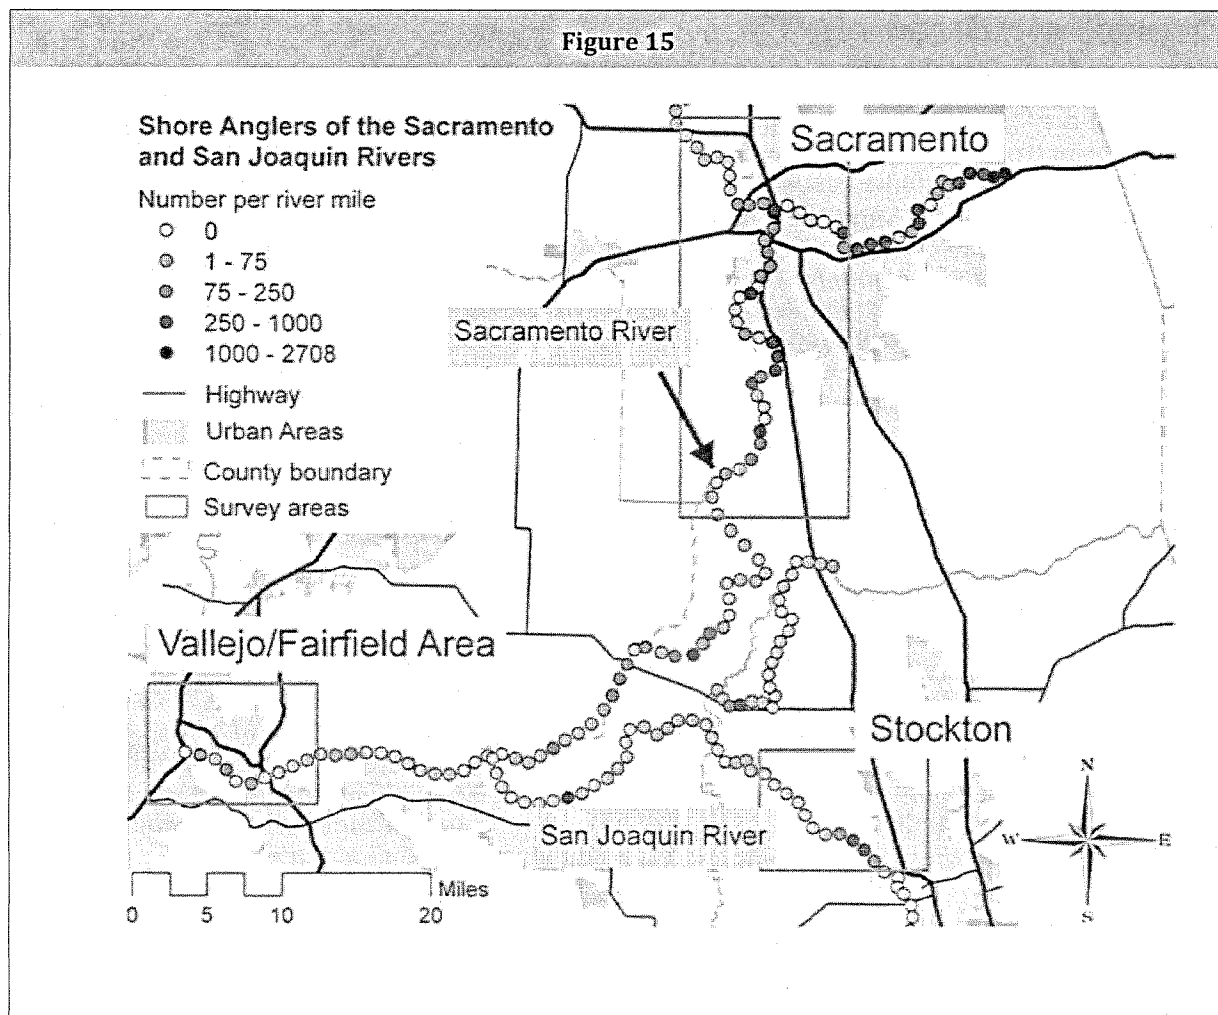 Figure 15
Shore Anglers of the Sacramento
and San Joaquin Rivers
Number per river mile
0
1 - 75
75 - 250
250 - 1000
1000 - 2708
Highway
Urban Areas
County boundary
Survey areas
Sacramento
Sacramento River
Vallejo/Fairfield Area
Stockton
San Joaquin River
N
W
E
S
Miles
0 5 10 20